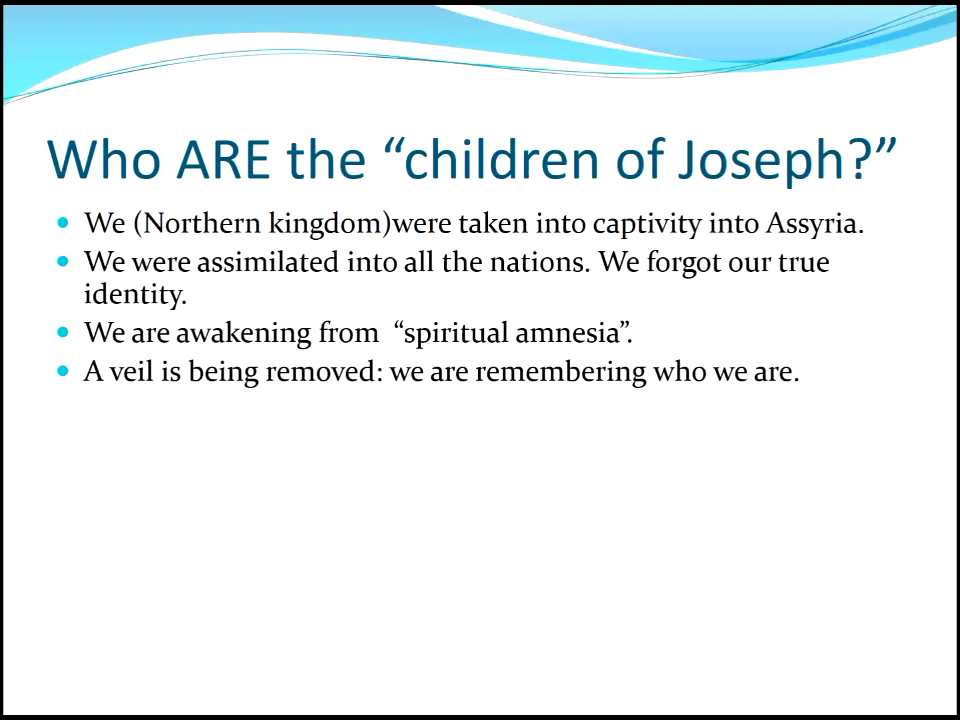 Who ARE the “children of Joseph?”
We (Northern kingdom)were taken into captivity into Assyria.
We were assimilated into all the nations. We forgot our true
identity.
We are awakening from  “spiritual amnesia”.
A veil is being removed: we are remembering who we are.